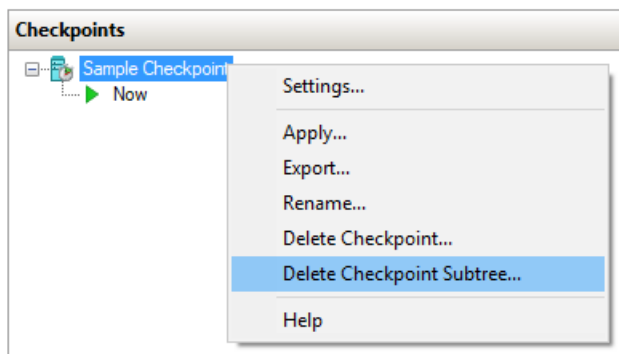 Checkpoints
Sample Checkpoint
Now
Settings...
Apply...
Export...
Rename...
Delete Checkpoint...
Delete Checkpoint Subtree...
Help